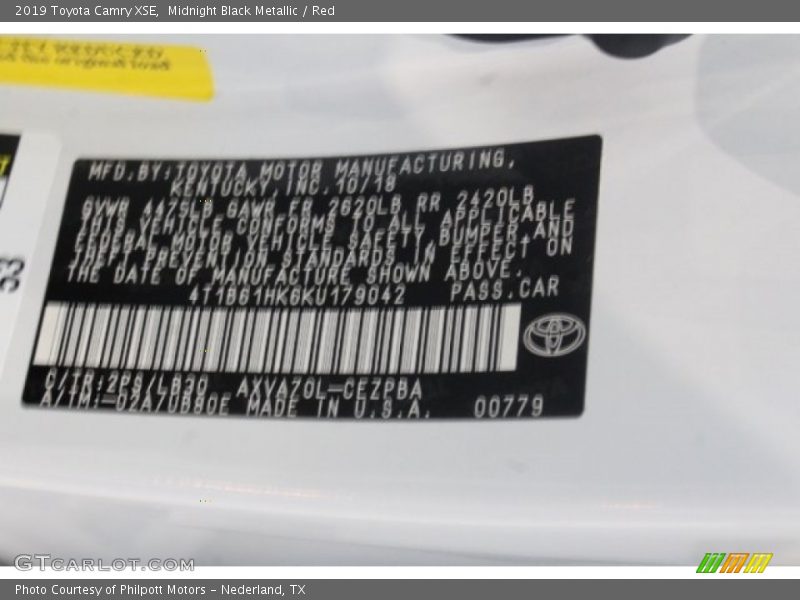 2019 Toyota Camry XSE, Midnight Black Metallic / Red
MFD.BY:TOYOTA MOTOR MANUFACTURING,
KENTUCKY,INC.10/18
GVWR 4475LB GAWR FR 2620LB RR 2420LB
THIS VEHICLE CONFORMS TO ALL APPLICABLE
FEDERAL MOTOR VEHICLE SAFETY,BUMPER AND
THEFT PREVENTION STANDARDS IN EFFECT ON
THE DATE OF MANUFACTURE SHOWN ABOVE.
4T1B61HK6KU179042 PASS.CAR
C/TR:2PS/LB30 AXVA70L-CEZPBA
A/TM:-02A/UB80E MADE IN U.S.A. 00779
GTCARLOT.COM
Photo Courtesy of Philpott Motors - Nederland, TX